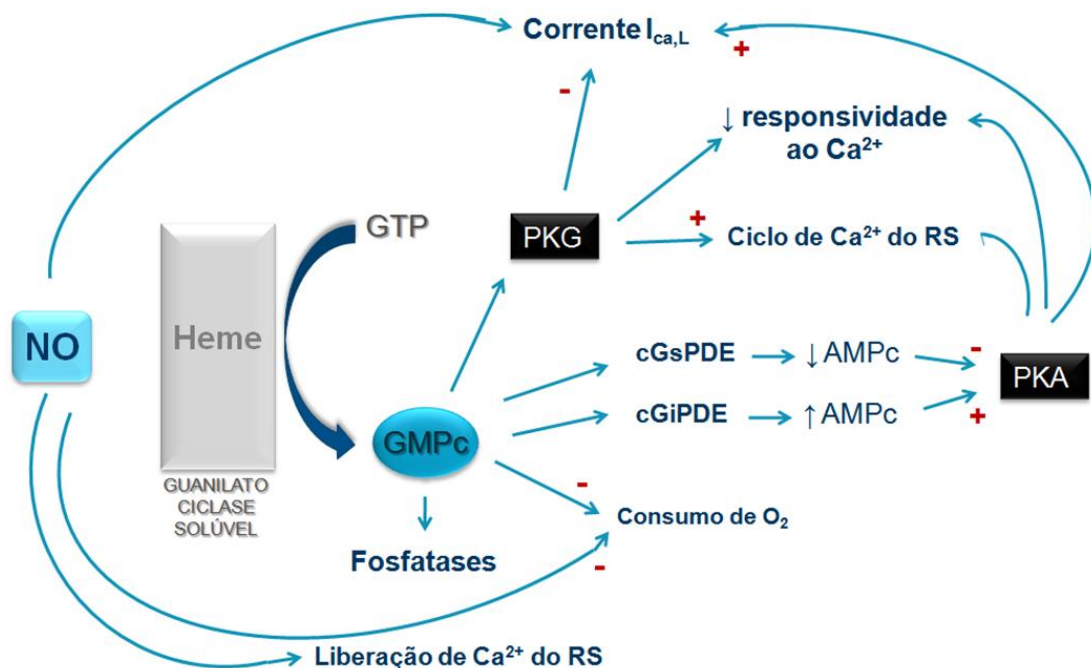 Corrente I_ca,L
+
-
↓ responsividade
ao Ca²⁺
GTP
PKG
+
Ciclo de Ca²⁺ do RS
NO
Heme
cGsPDE
↓ AMPc
-
PKA
cGiPDE
↑ AMPc
+
GMPc
GUANILATO
CICLASE
SOLÚVEL
-
Consumo de O₂
Fosfatases
-
Liberação de Ca²⁺ do RS